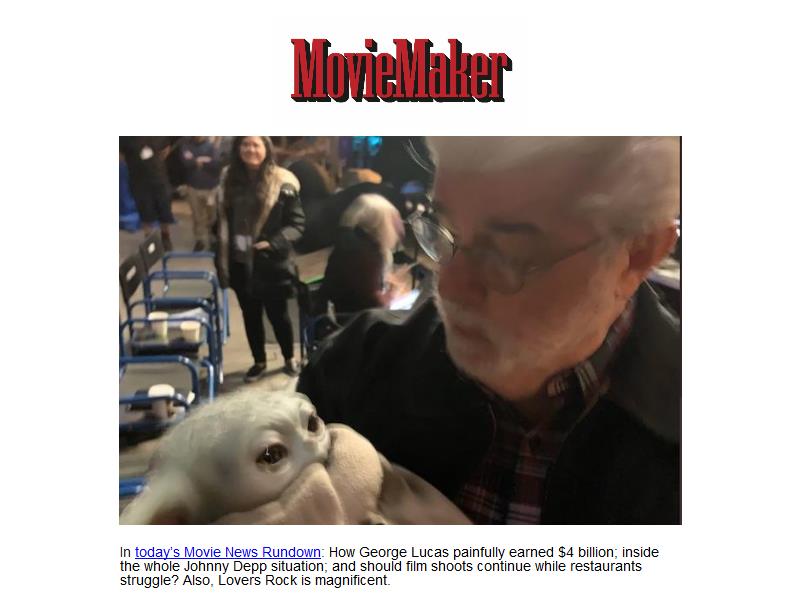 MovieMaker
In today's Movie News Rundown: How George Lucas painfully earned $4 billion; inside
the whole Johnny Depp situation; and should film shoots continue while restaurants
struggle? Also, Lovers Rock is magnificent.